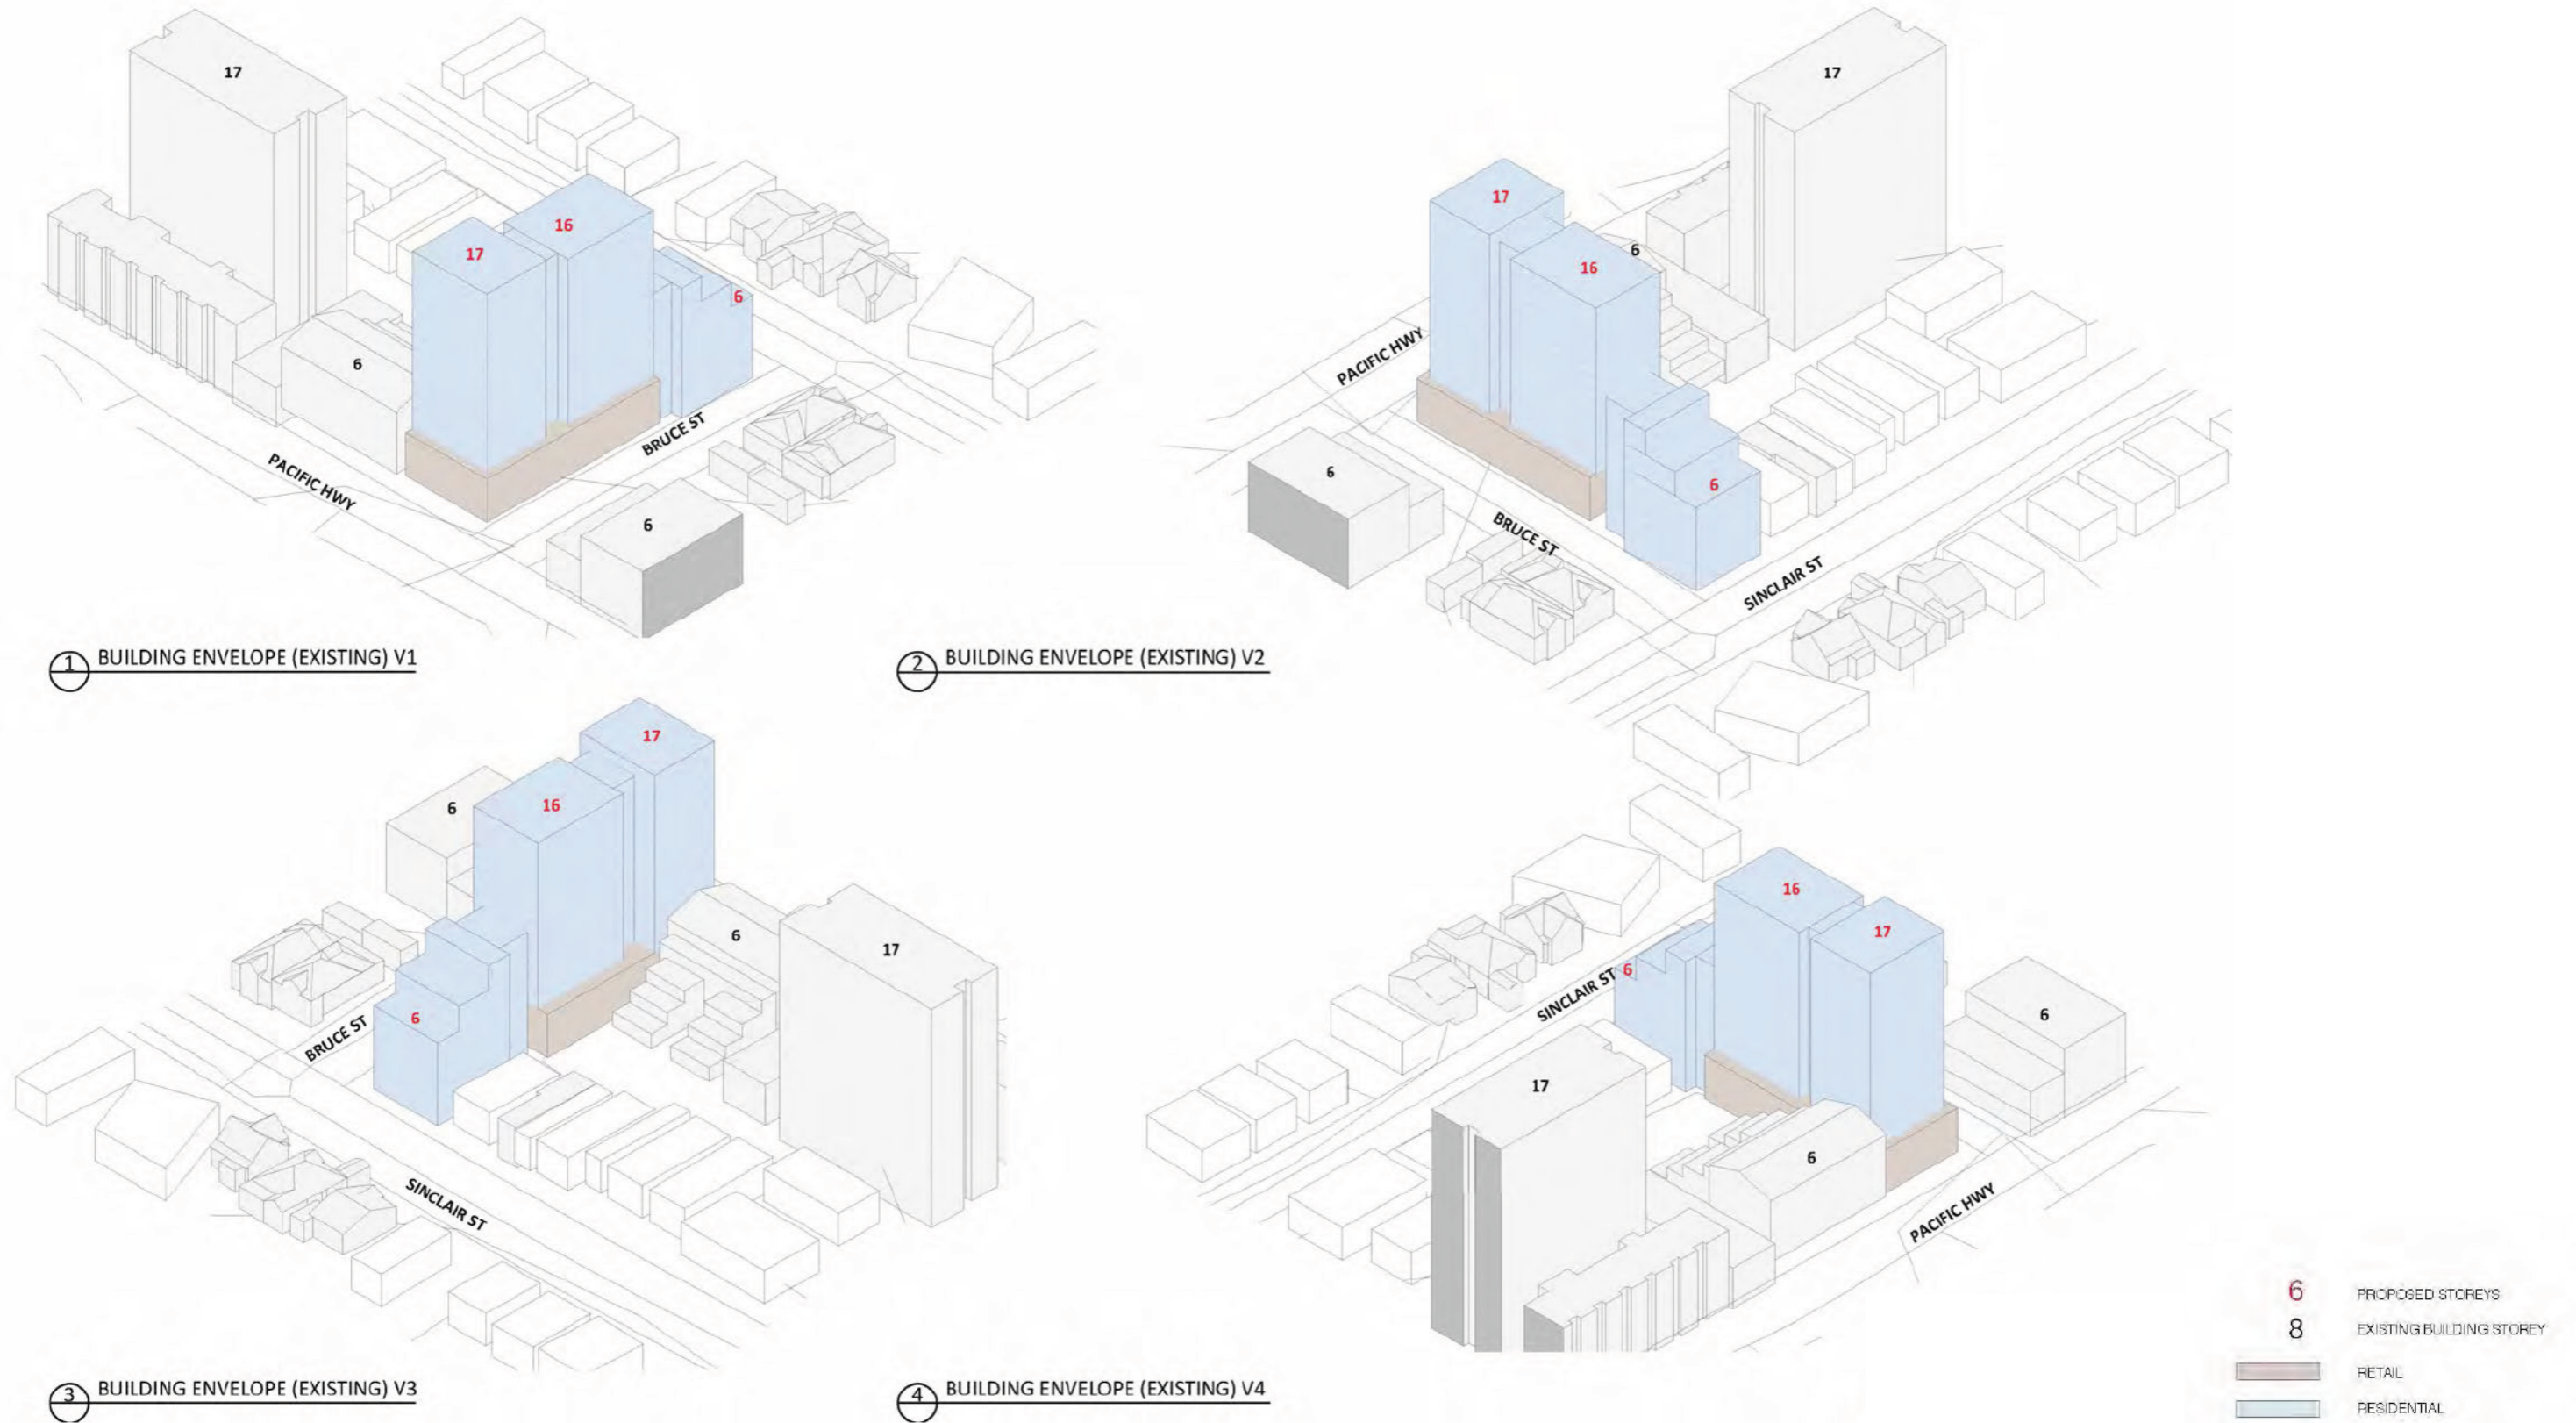 17
16
17
6
6
BRUCE ST
PACIFIC HWY
6
1 BUILDING ENVELOPE (EXISTING) V1
17
17
6
16
PACIFIC HWY
6
6
BRUCE ST
SINCLAIR ST
2 BUILDING ENVELOPE (EXISTING) V2
17
16
6
6
17
6
BRUCE ST
SINCLAIR ST
3 BUILDING ENVELOPE (EXISTING) V3
16
17
6
SINCLAIR ST
6
17
6
PACIFIC HWY
4 BUILDING ENVELOPE (EXISTING) V4
6 PROPOSED STOREYS
8 EXISTING BUILDING STOREY
RETAIL
RESIDENTIAL